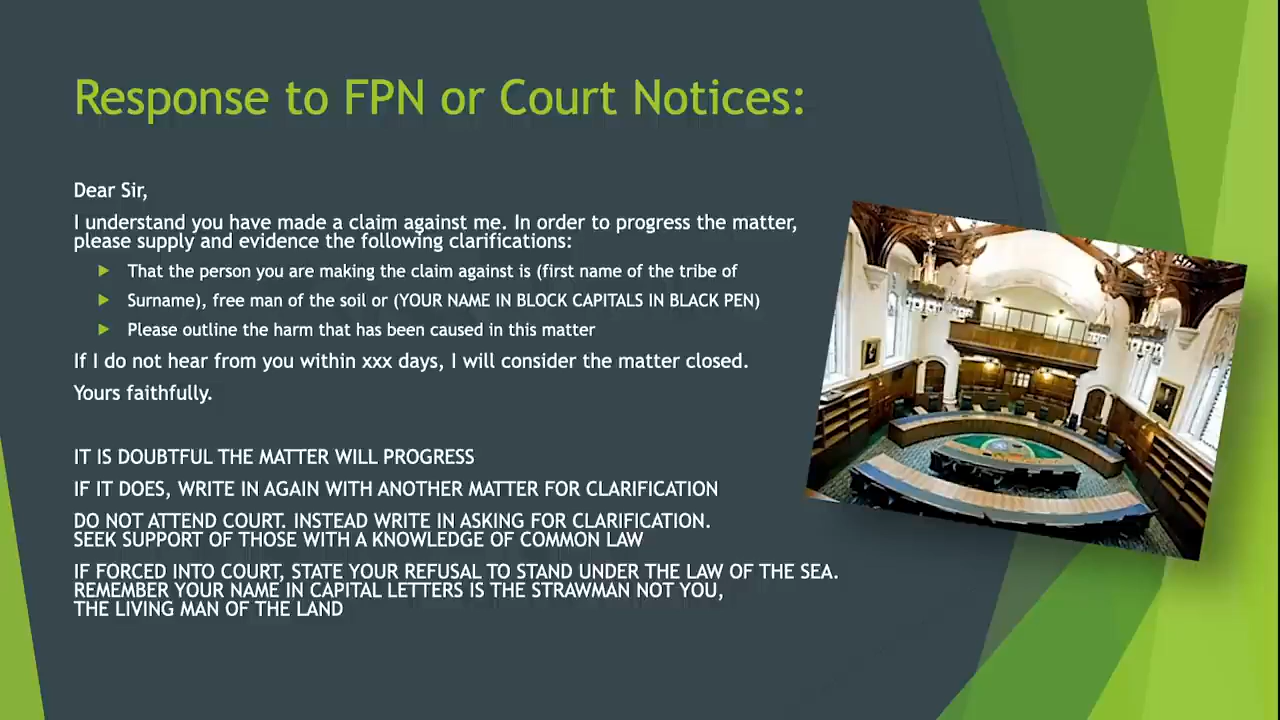 Response to FPN or Court Notices:
Dear Sir,
I understand you have made a claim against me. In order to progress the matter,
please supply and evidence the following clarifications:
That the person you are making the claim against is (first name of the tribe of
Surname), free man of the soil or (YOUR NAME IN BLOCK CAPITALS IN BLACK PEN)
Please outline the harm that has been caused in this matter
If I do not hear from you within xxx days, I will consider the matter closed.
Yours faithfully.
IT IS DOUBTFUL THE MATTER WILL PROGRESS
IF IT DOES, WRITE IN AGAIN WITH ANOTHER MATTER FOR CLARIFICATION
DO NOT ATTEND COURT. INSTEAD WRITE IN ASKING FOR CLARIFICATION.
SEEK SUPPORT OF THOSE WITH A KNOWLEDGE OF COMMON LAW
IF FORCED INTO COURT, STATE YOUR REFUSAL TO STAND UNDER THE LAW OF THE SEA.
REMEMBER YOUR NAME IN CAPITAL LETTERS IS THE STRAWMAN NOT YOU,
THE LIVING MAN OF THE LAND